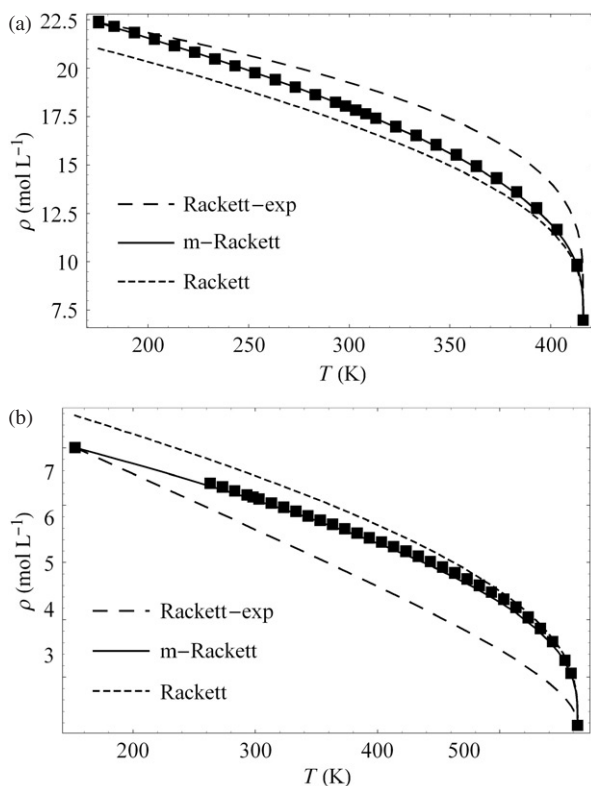 (a)
22.5
20
17.5
15
12.5
10
7.5
ρ (mol L⁻¹)
Rackett−exp
m−Rackett
Rackett
200 250 300 350 400
T (K)
(b)
7
6
5
4
3
ρ (mol L⁻¹)
Rackett−exp
m−Rackett
Rackett
200 300 400 500
T (K)